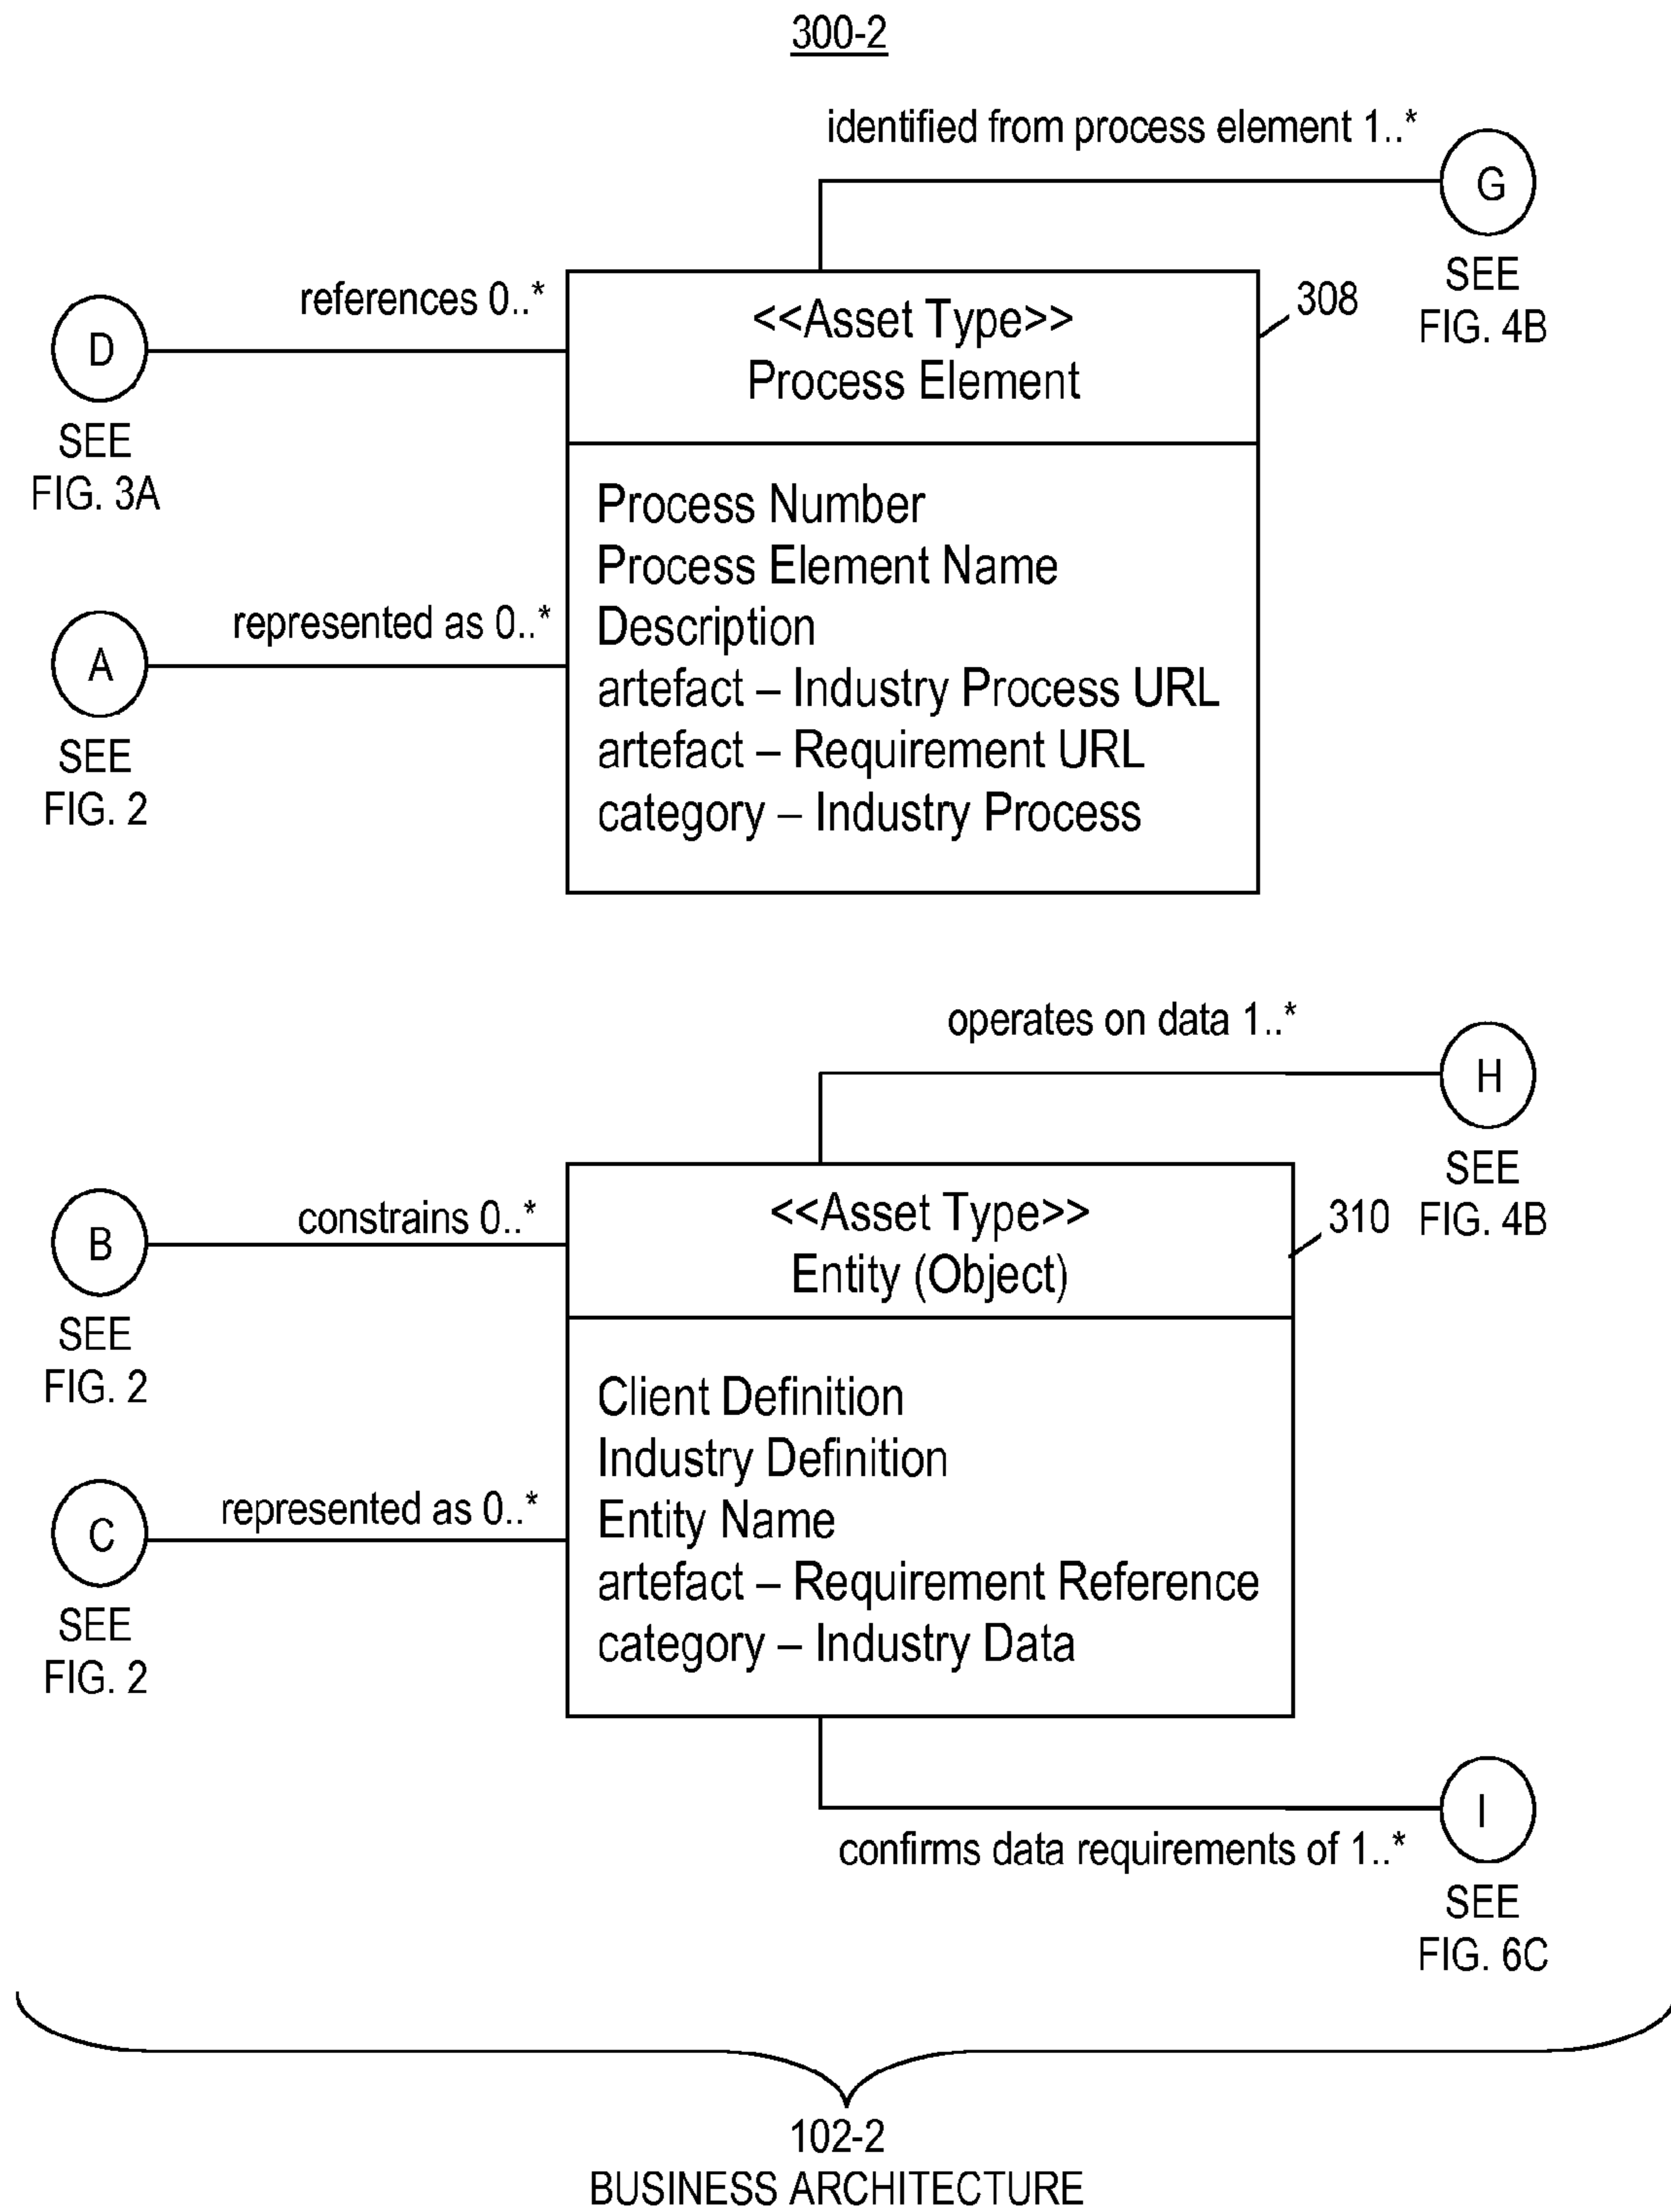 300-2
identified from process element 1..*
G
SEE
FIG. 4B
references 0..*
D
SEE
FIG. 3A
<<Asset Type>>
Process Element
308
represented as 0..*
A
SEE
FIG. 2
Process Number
Process Element Name
Description
artefact – Industry Process URL
artefact – Requirement URL
category – Industry Process
operates on data 1..*
H
SEE
FIG. 4B
constrains 0..*
B
SEE
FIG. 2
<<Asset Type>>
Entity (Object)
310
represented as 0..*
C
SEE
FIG. 2
Client Definition
Industry Definition
Entity Name
artefact – Requirement Reference
category – Industry Data
confirms data requirements of 1..*
I
SEE
FIG. 6C
102-2
BUSINESS ARCHITECTURE